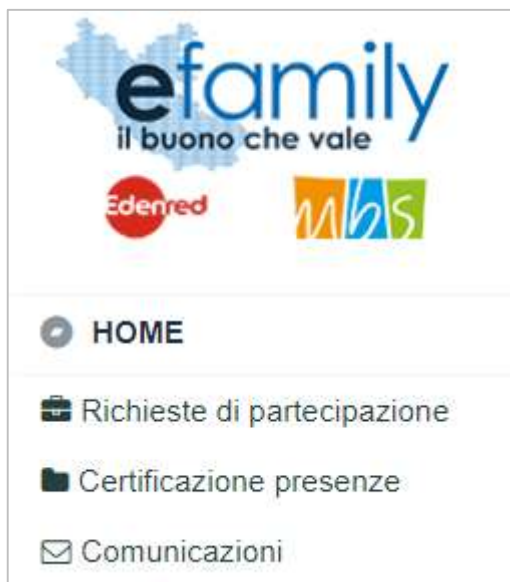 efamily
il buono che vale
Edenred mbs
HOME
Richieste di partecipazione
Certificazione presenze
Comunicazioni